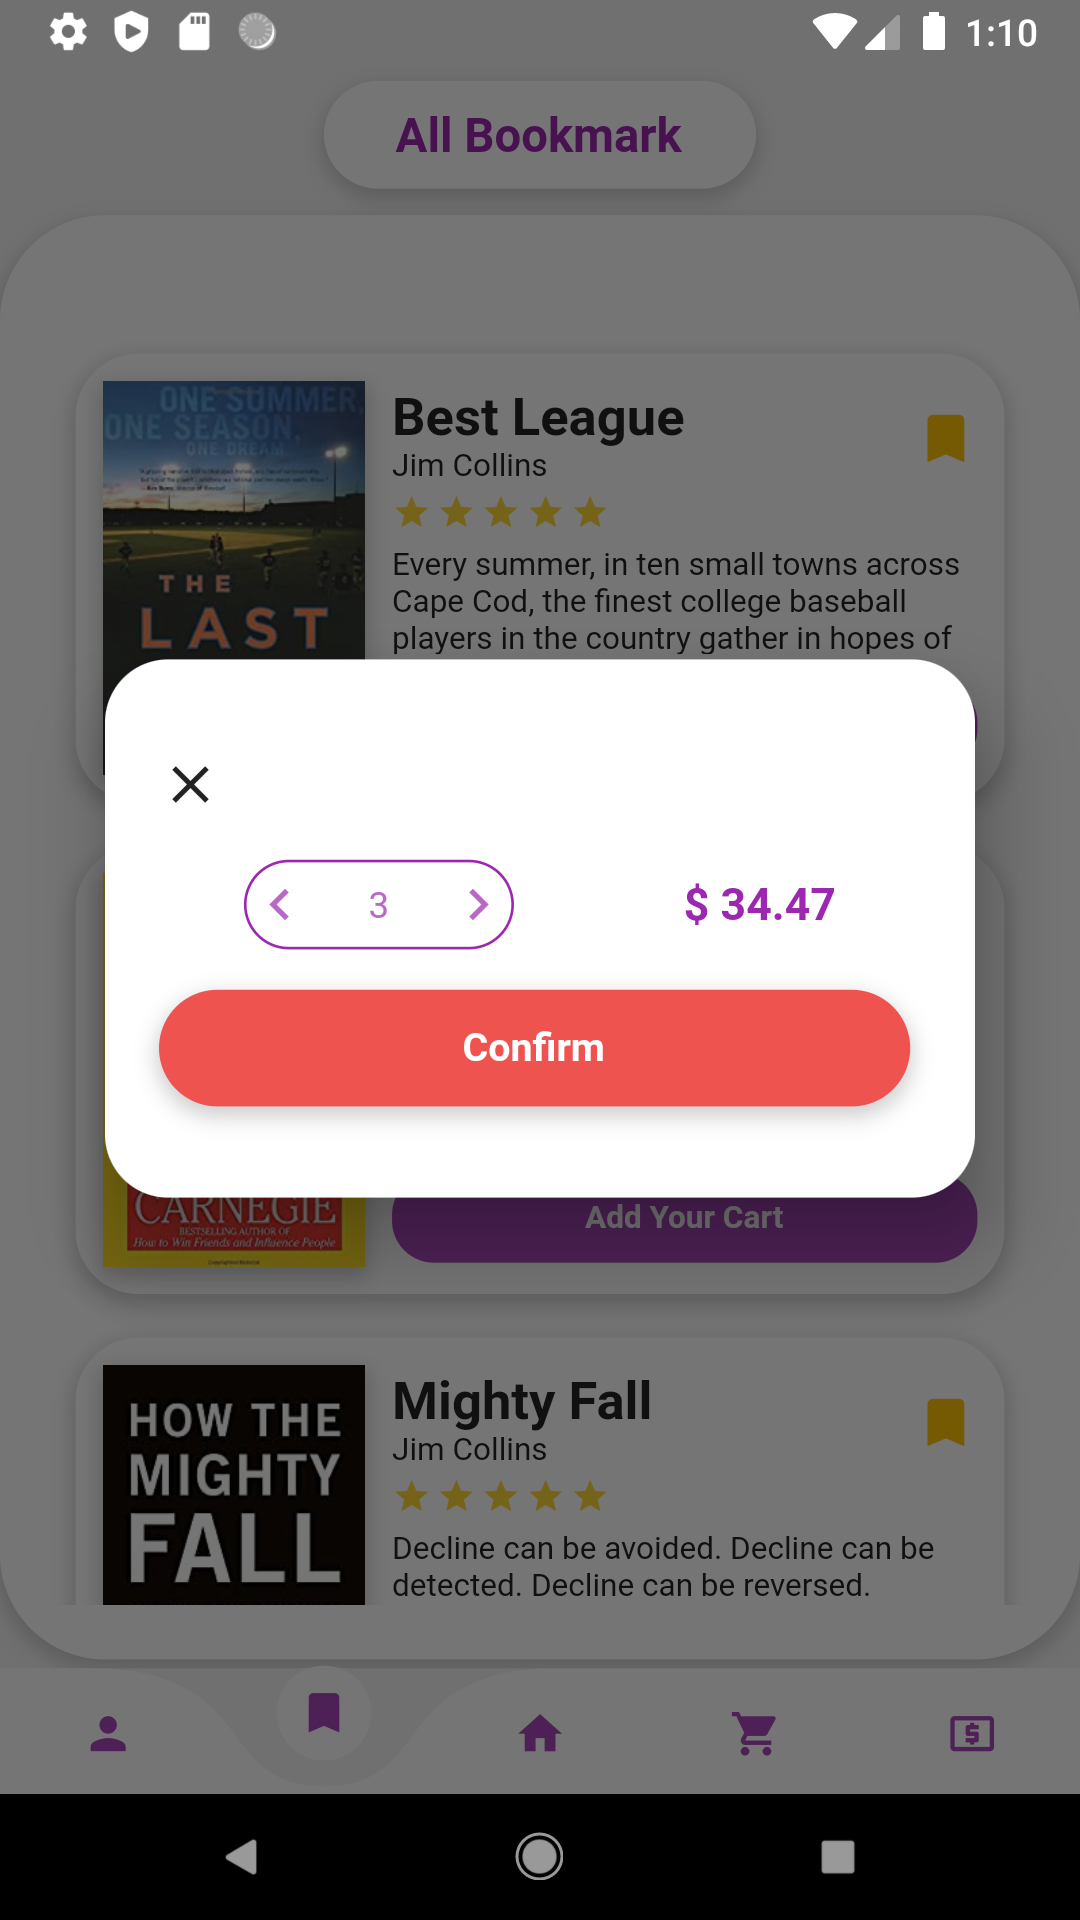 1:10
All Bookmark
ONE SUMMER,
ONE SEASON,
ONE DREAM
THE
LAST
Best League
Jim Collins
Every summer, in ten small towns across
Cape Cod, the finest college baseball
players in the country gather in hopes of
3
$ 34.47
Confirm
CARNEGIE
BESTSELLING AUTHOR OF
How to Win Friends and Influence People
Add Your Cart
HOW THE
MIGHTY
FALL
Mighty Fall
Jim Collins
Decline can be avoided. Decline can be
detected. Decline can be reversed.